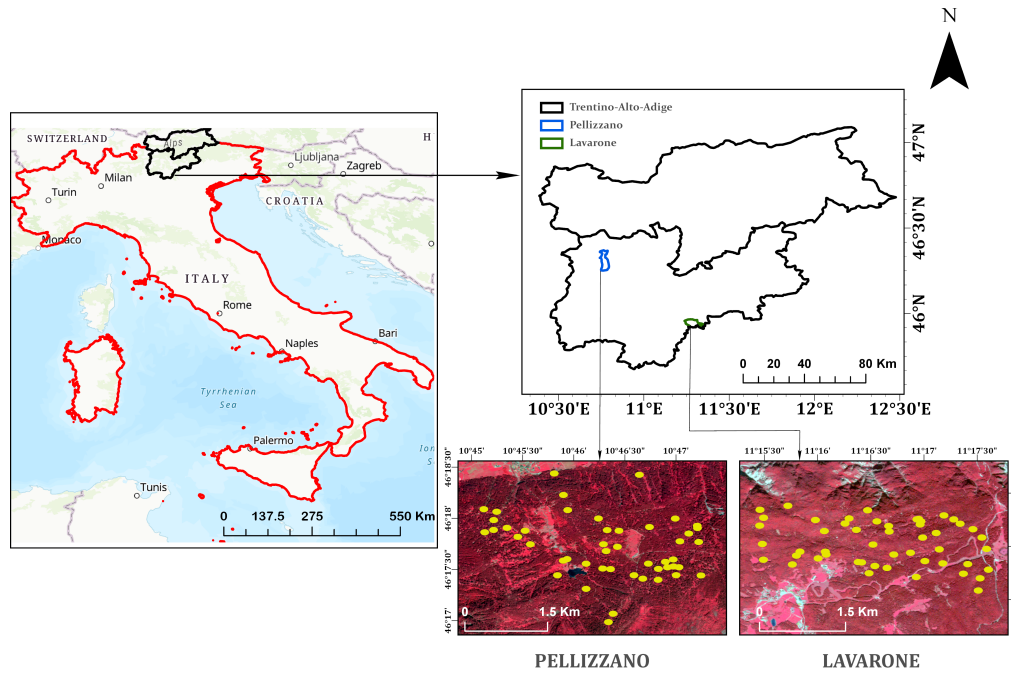 N
SWITZERLAND
Alps
H
Ljubljana
Milan
Zagreb
Turin
CROATIA
Monaco
ITALY
Rome
Bari
Naples
Tyrrhenian
Sea
Ion
S
Palermo
Tunis
0 137.5 275 550 Km
Trentino-Alto-Adige
Pellizzano
Lavarone
47°N
46°30'N
46°N
0 20 40 80 Km
10°30'E 11°E 11°30'E 12°E 12°30'E
10°45' 10°45'30" 10°46' 10°46'30" 10°47'
46°18'30"
46°18'
46°17'30"
46°17'
0 1.5 Km
PELLIZZANO
11°15'30" 11°16' 11°16'30" 11°17' 11°17'30"
0 1.5 Km
LAVARONE